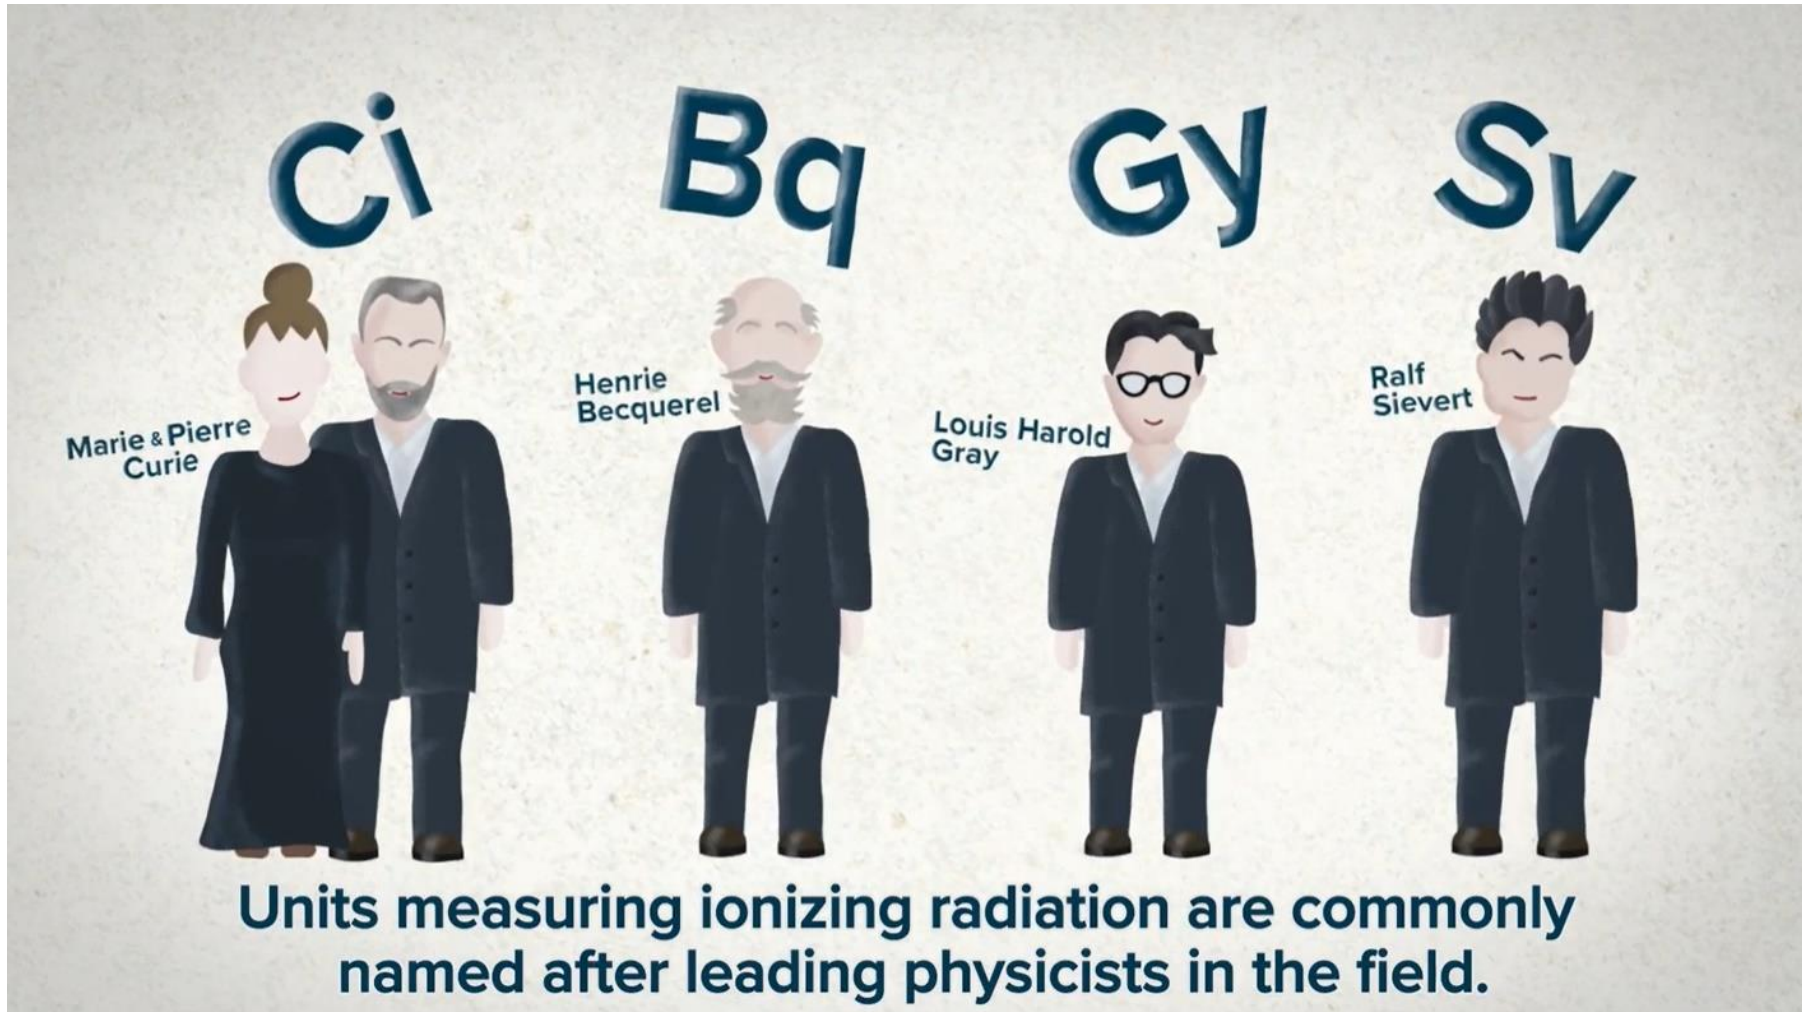 Ci
Bq
Gy
Sv
Marie & Pierre
Curie
Henrie
Becquerel
Louis Harold
Gray
Ralf
Sievert
Units measuring ionizing radiation are commonly
named after leading physicists in the field.